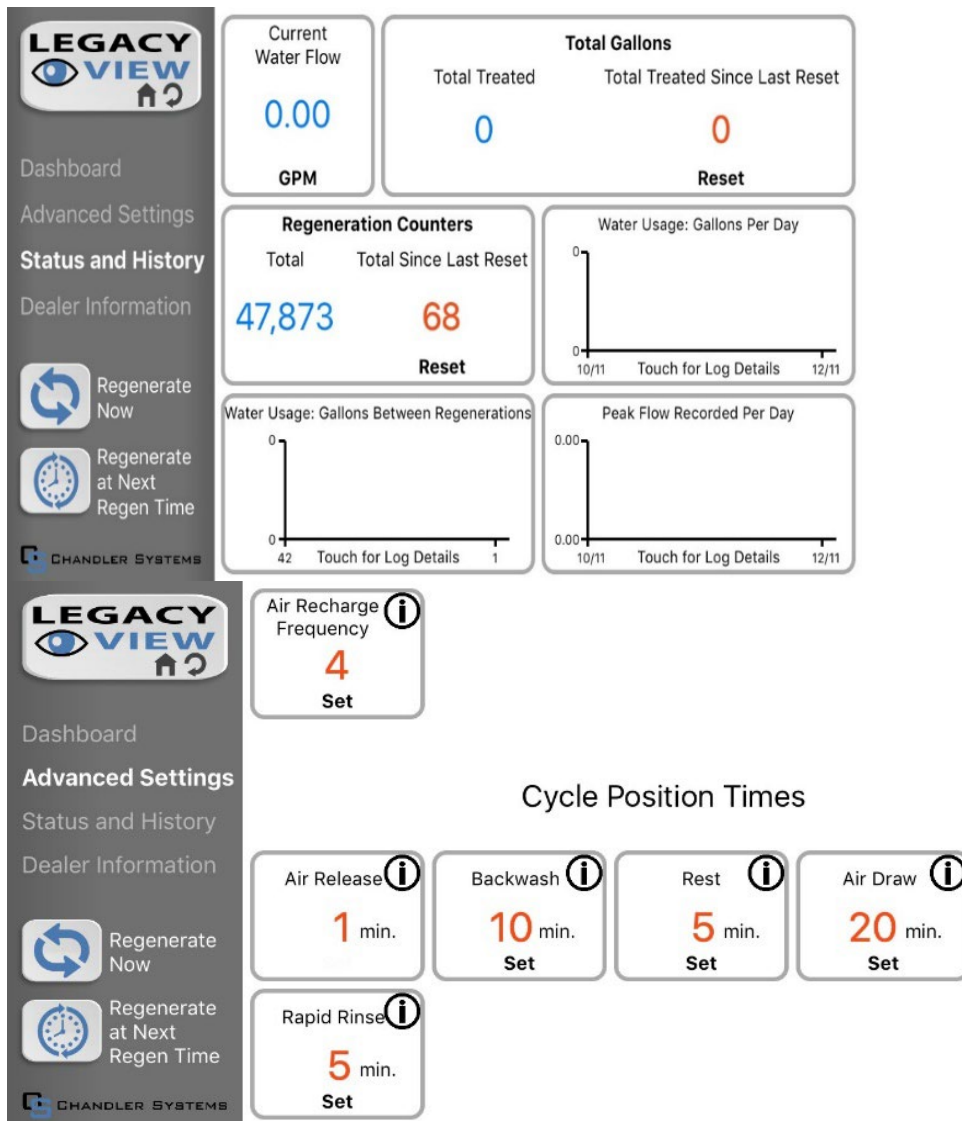 LEGACY
VIEW
Dashboard
Advanced Settings
Status and History
Dealer Information
Regenerate
Now
Regenerate
at Next
Regen Time
CS CHANDLER SYSTEMS
Current
Water Flow
0.00
GPM
Total Gallons
Total Treated
Total Treated Since Last Reset
0
0
Reset
Regeneration Counters
Total
Total Since Last Reset
47,873
68
Reset
Water Usage: Gallons Per Day
0
0
10/11
Touch for Log Details
12/11
Water Usage: Gallons Between Regenerations
0
0
42
Touch for Log Details
1
Peak Flow Recorded Per Day
0.00
0.00
10/11
Touch for Log Details
12/11
LEGACY
VIEW
Dashboard
Advanced Settings
Status and History
Dealer Information
Regenerate
Now
Regenerate
at Next
Regen Time
CS CHANDLER SYSTEMS
Air Recharge
Frequency
i
4
Set
Cycle Position Times
Air Release
i
1 min.
Backwash
i
10 min.
Set
Rest
i
5 min.
Set
Air Draw
i
20 min.
Set
Rapid Rinse
i
5 min.
Set